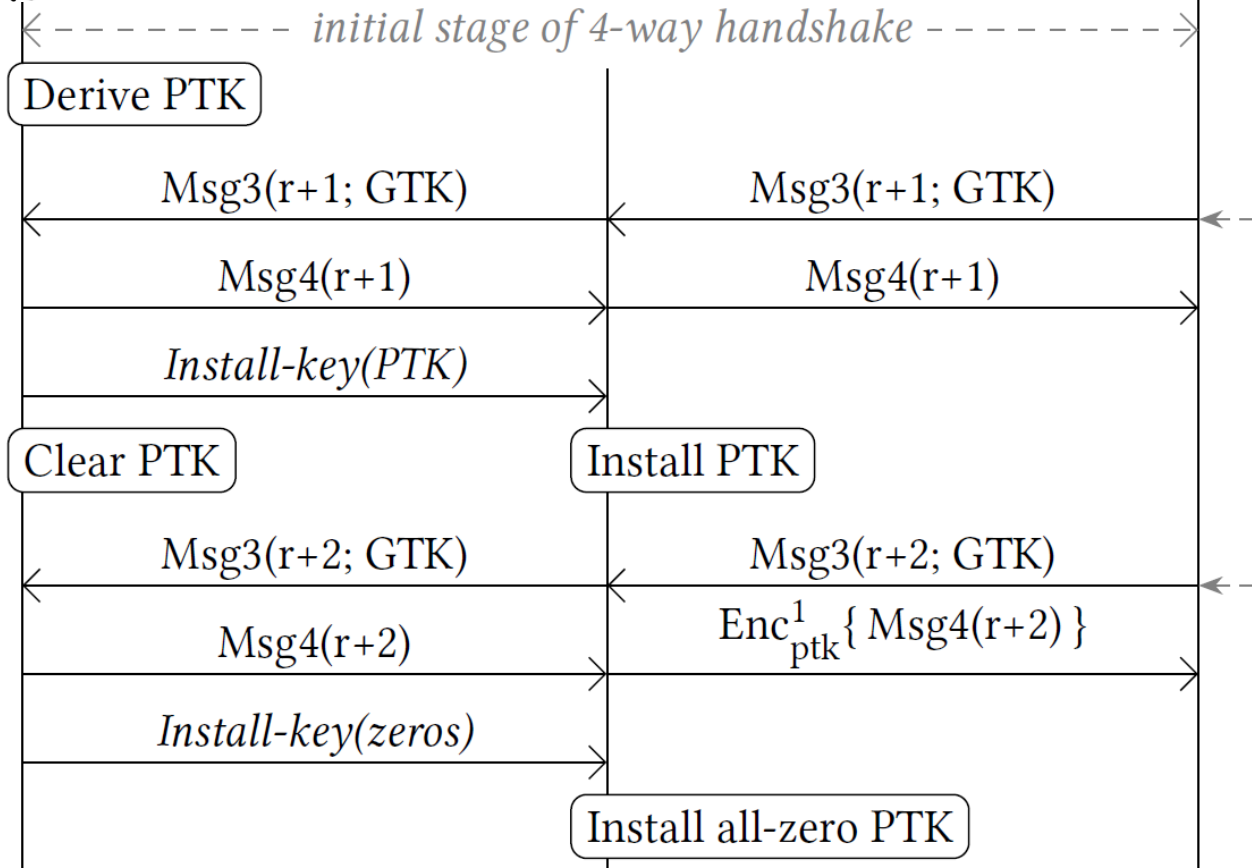 initial stage of 4-way handshake
Derive PTK
Msg3(r+1; GTK) Msg3(r+1; GTK)
Msg4(r+1) Msg4(r+1)
Install-key(PTK)
Clear PTK Install PTK
Msg3(r+2; GTK) Msg3(r+2; GTK)
Msg4(r+2) Enc¹ptk{ Msg4(r+2) }
Install-key(zeros)
Install all-zero PTK